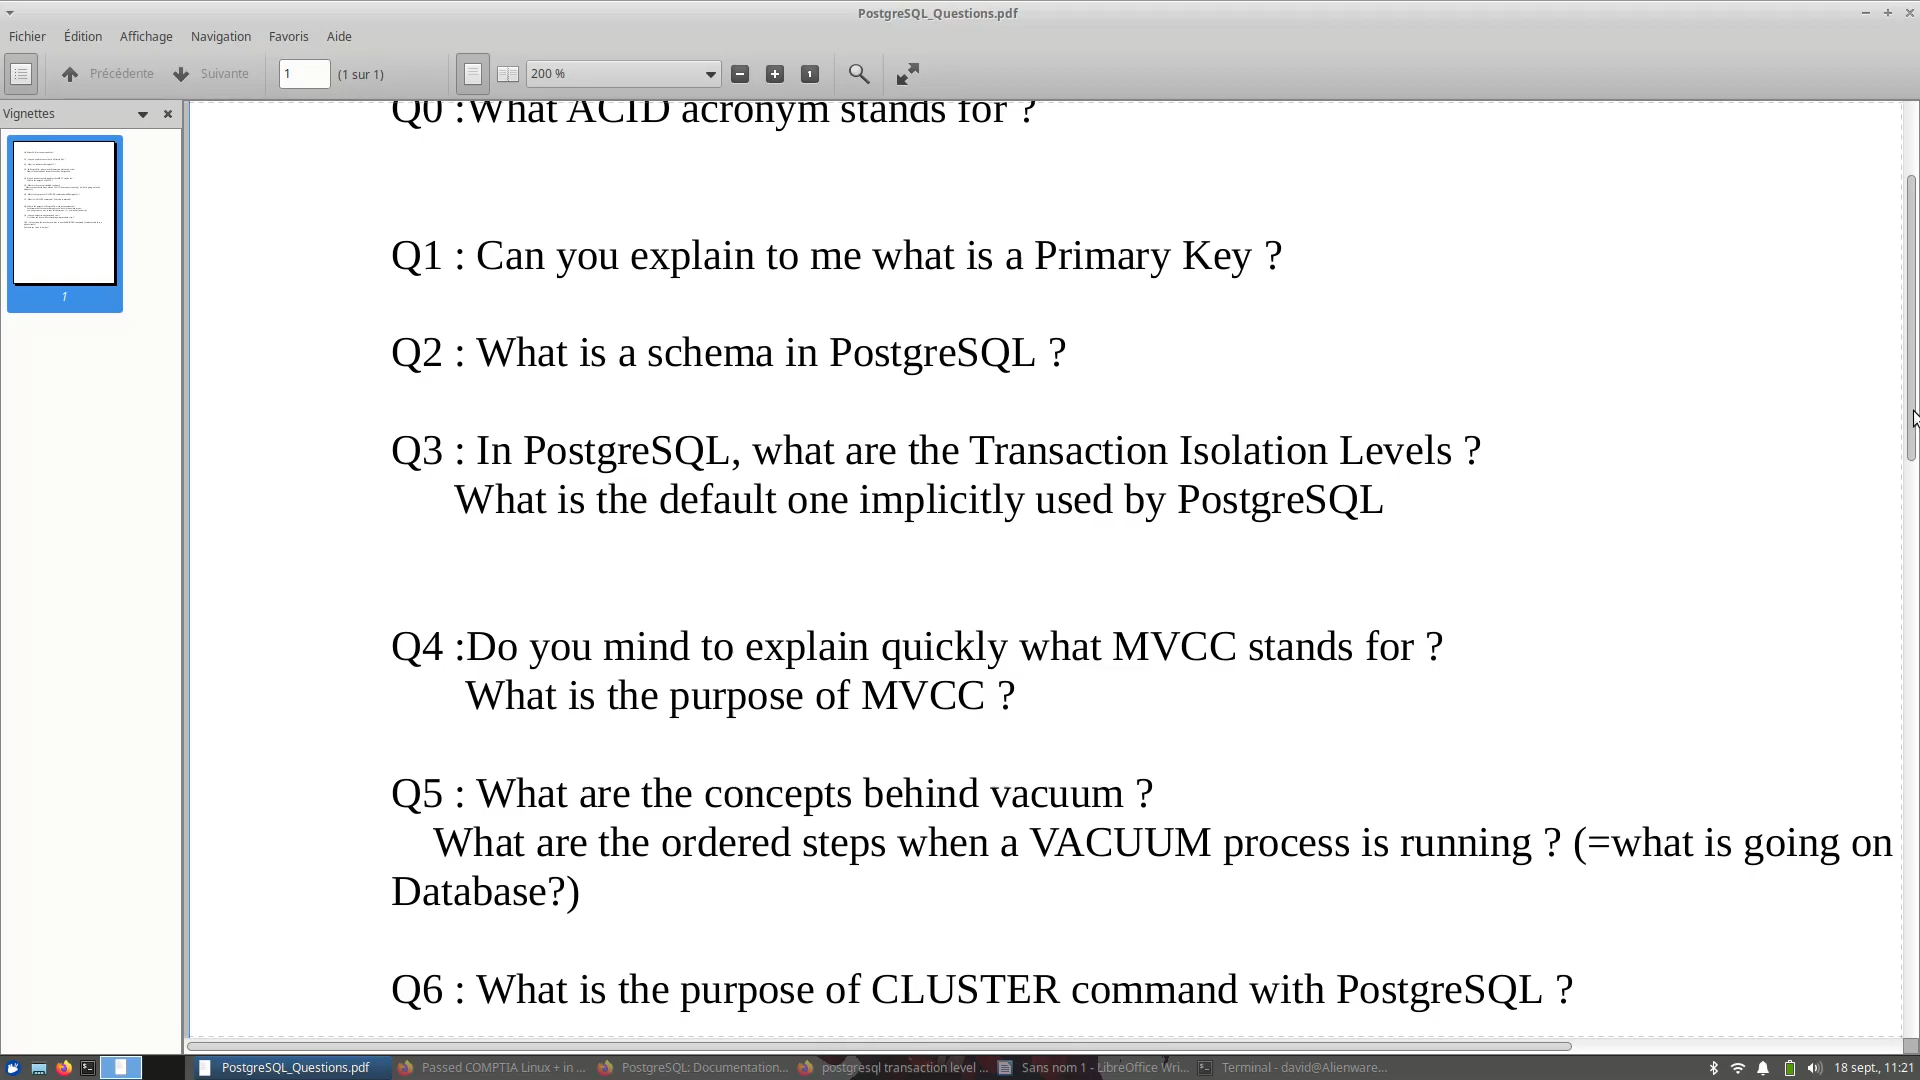 PostgreSQL_Questions.pdf
Fichier Édition Affichage Navigation Favoris Aide
Précédente Suivante 1 (1 sur 1) 200 %
Vignettes
1
Q0 :What ACID acronym stands for ?
Q1 : Can you explain to me what is a Primary Key ?
Q2 : What is a schema in PostgreSQL ?
Q3 : In PostgreSQL, what are the Transaction Isolation Levels ?
What is the default one implicitly used by PostgreSQL
Q4 :Do you mind to explain quickly what MVCC stands for ?
What is the purpose of MVCC ?
Q5 : What are the concepts behind vacuum ?
What are the ordered steps when a VACUUM process is running ? (=what is going on
Database?)
Q6 : What is the purpose of CLUSTER command with PostgreSQL ?
PostgreSQL_Questions.pdf Passed COMPTIA Linux + in ... PostgreSQL: Documentation... postgresql transaction level ... Sans nom 1 - LibreOffice Wri... Terminal - david@Alienware... 18 sept., 11:21